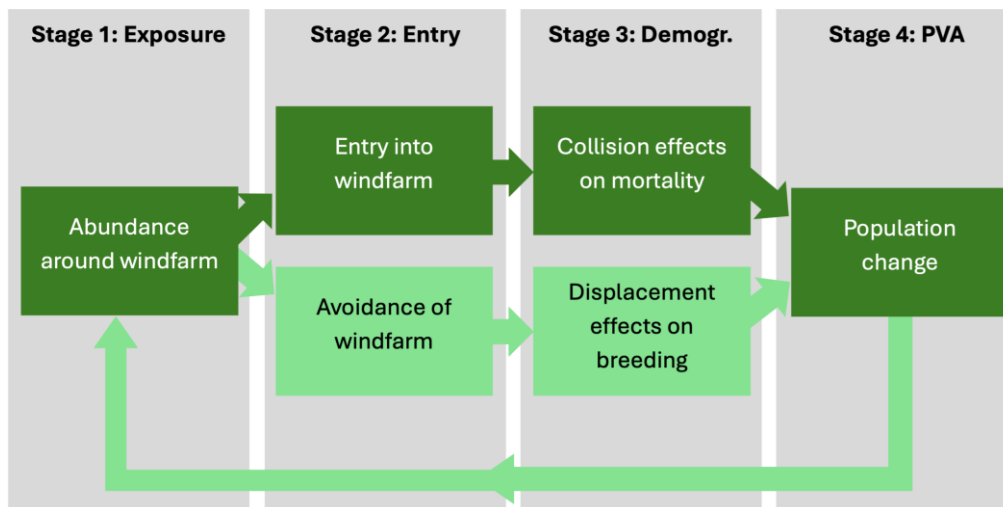 Stage 1: Exposure
Stage 2: Entry
Stage 3: Demogr.
Stage 4: PVA
Abundance
around windfarm
Entry into
windfarm
Avoidance of
windfarm
Collision effects
on mortality
Displacement
effects on
breeding
Population
change